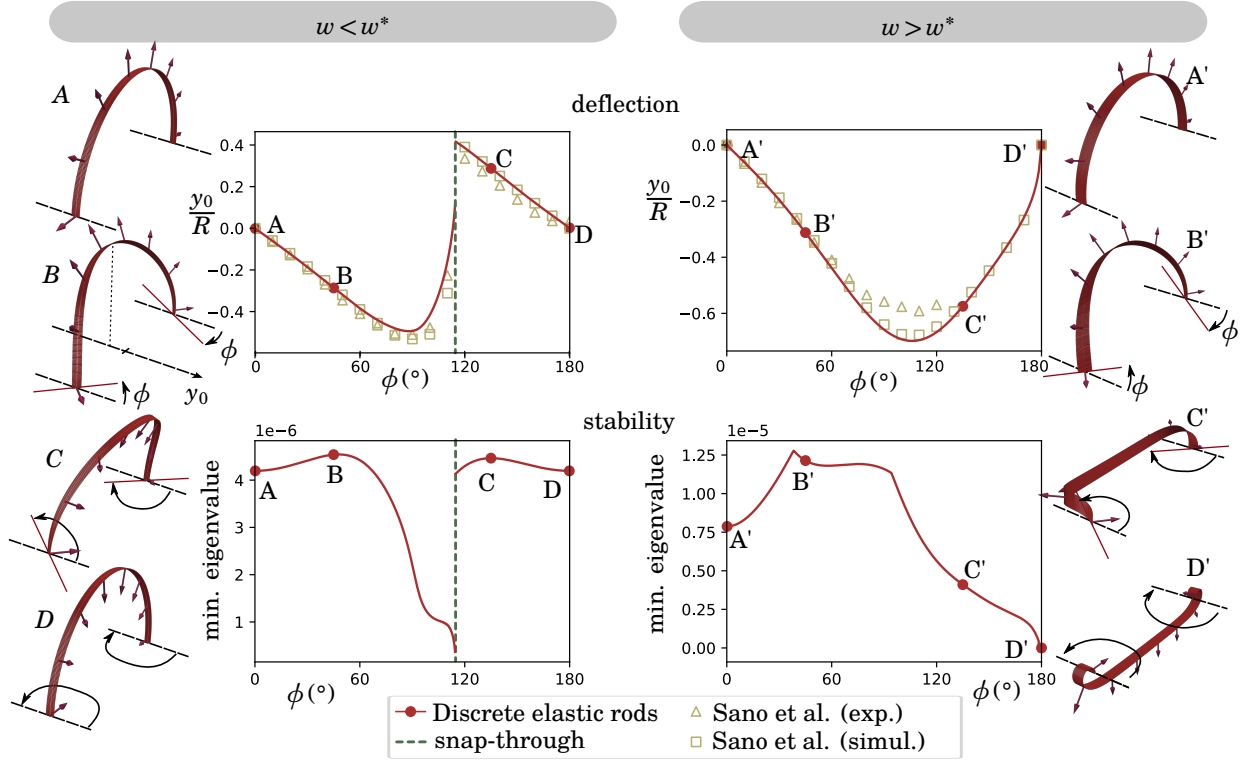 w < w*
w > w*
A
A'
deflection
0.4
0.2
0.0
−0.2
−0.4
y0/R
A
B
C
D
0
60
120
180
ϕ(°)
0.0
−0.2
−0.4
−0.6
y0/R
A'
B'
C'
D'
0
60
120
180
ϕ(°)
B
ϕ
ϕ
y0
B'
ϕ
ϕ
stability
C
D
1e−6
4
3
2
1
min. eigenvalue
A
B
C
D
0
60
120
180
ϕ(°)
1e−5
1.25
1.00
0.75
0.50
0.25
0.00
min. eigenvalue
A'
B'
C'
D'
0
60
120
180
ϕ(°)
C'
D'
Discrete elastic rods
snap-through
Sano et al. (exp.)
Sano et al. (simul.)